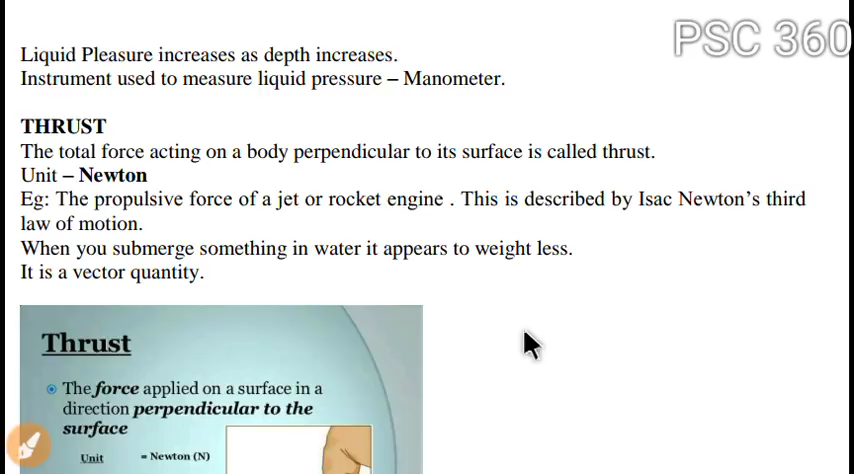 PSC 360
Liquid Pleasure increases as depth increases.
Instrument used to measure liquid pressure – Manometer.
THRUST
The total force acting on a body perpendicular to its surface is called thrust.
Unit – Newton
Eg: The propulsive force of a jet or rocket engine . This is described by Isac Newton's third
law of motion.
When you submerge something in water it appears to weight less.
It is a vector quantity.
Thrust
The force applied on a surface in a
direction perpendicular to the
surface
Unit = Newton (N)